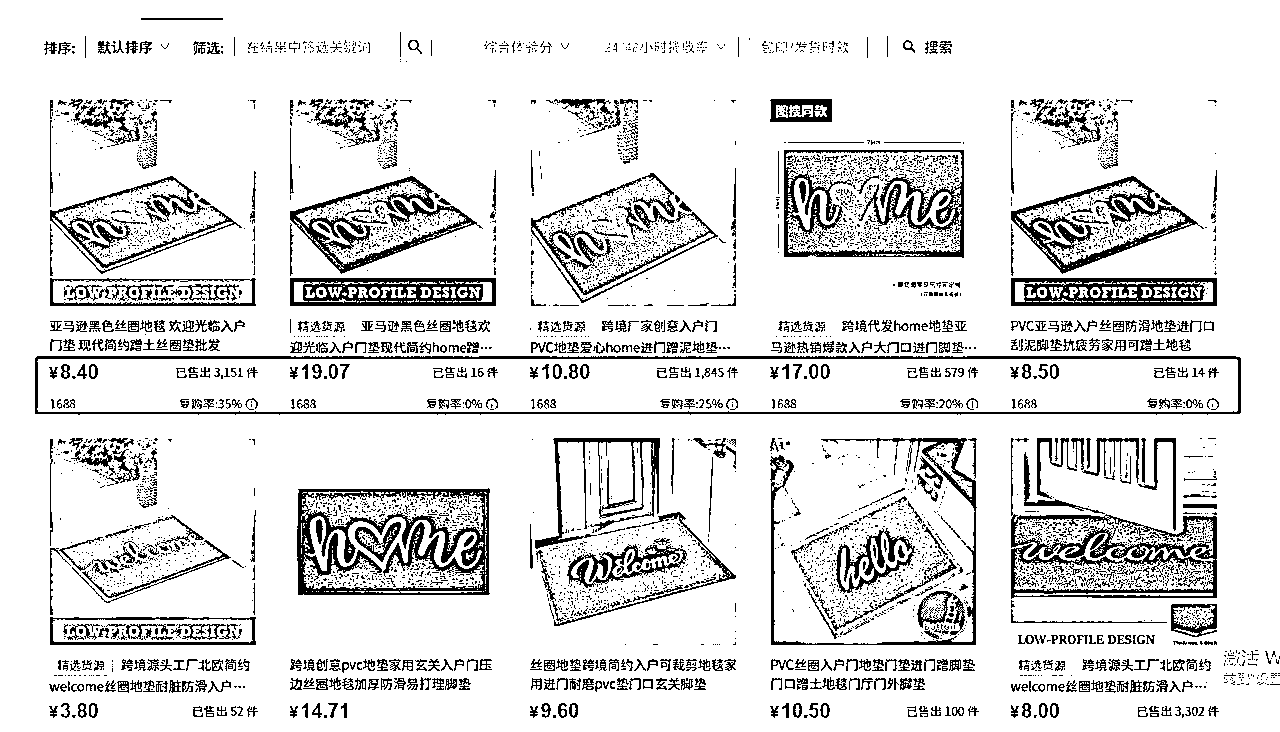 排序:
默认排序
筛选:
在结果中筛选关键词
综合体验分
24/48小时揽收率
包邮/发货时效
搜索
图搜同款
home
home
home
home
home
LOW-PROFILE DESIGN
LOW-PROFILE DESIGN
LOW-PROFILE DESIGN
亚马逊黑色丝圈地毯 欢迎光临入户
门垫 现代简约蹭土丝圈垫批发
精选货源 亚马逊黑色丝圈地毯欢
迎光临入户门垫现代简约home蹭…
精选货源 跨境厂家创意入户门
PVC地垫爱心home进门蹭泥地垫…
精选货源 跨境代发home地垫亚
马逊热销爆款入户大门口进门脚垫…
PVC亚马逊入户丝圈防滑地垫进门口
刮泥脚垫抗疲劳家用可蹭土地毯
¥8.40 已售出 3,151 件
¥19.07 已售出 16 件
¥10.80 已售出 1,845 件
¥17.00 已售出 579 件
¥8.50 已售出 14 件
1688 复购率:35%
1688 复购率:0%
1688 复购率:25%
1688 复购率:20%
1688 复购率:0%
welcome
home
Welcome
hello
welcome
LOW-PROFILE DESIGN
LOW-PROFILE DESIGN
精选货源 跨境源头工厂北欧简约
welcome丝圈地垫耐脏防滑入户…
跨境创意pvc地垫家用玄关入户门压
边丝圈地毯加厚防滑易打理脚垫
丝圈地垫跨境简约入户可裁剪地毯家
用进门耐磨pvc垫门口玄关脚垫
PVC丝圈入户门地垫门垫进门蹭脚垫
门口蹭土地毯门厅门外脚垫
精选货源 跨境源头工厂北欧简约
welcome丝圈地垫耐脏防滑入户…
¥3.80 已售出 52 件
¥14.71
¥9.60
¥10.50 已售出 100 件
¥8.00 已售出 3,302 件
激活 W